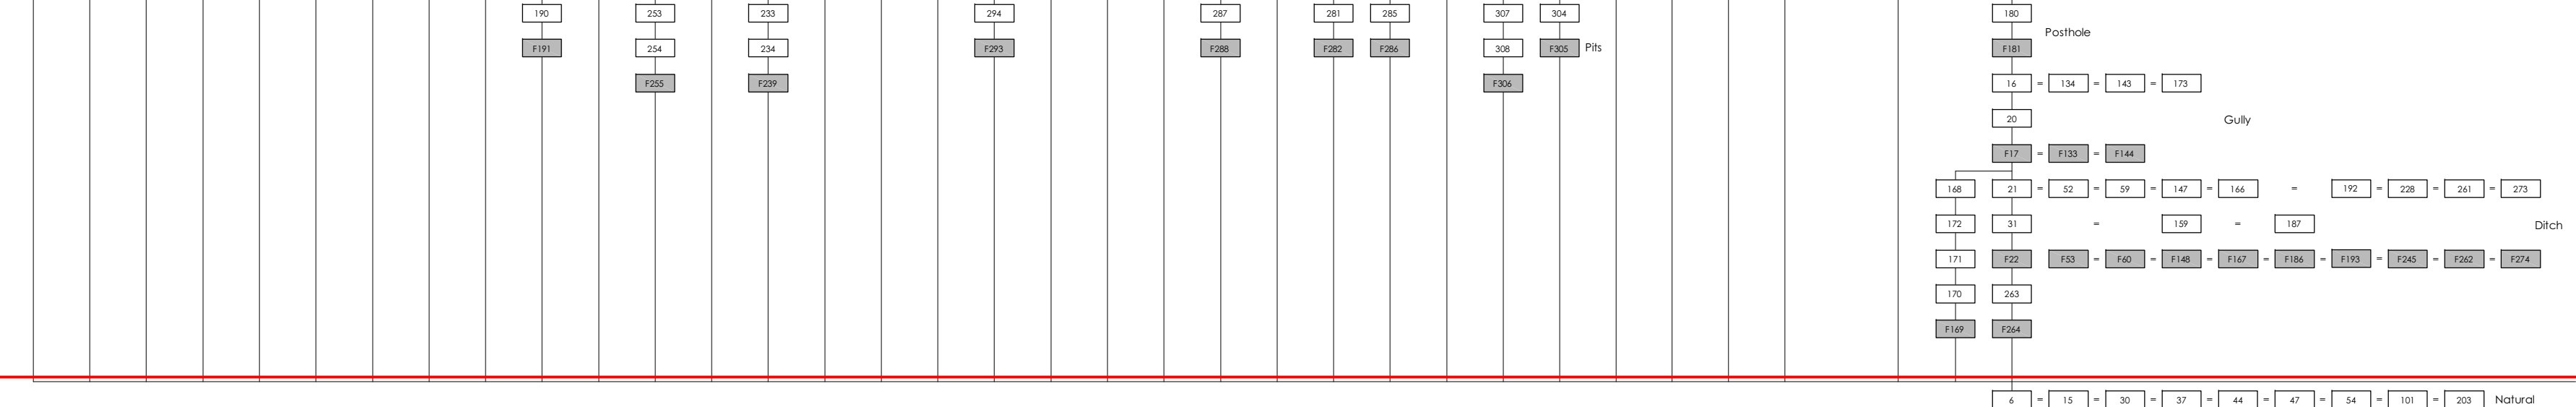 190 253 233 294 287 281 285 307 304 180
Posthole
F191 254 234 F293 F288 F282 F286 308 F305 Pits F181
F255 F239 F306 16 = 134 = 143 = 173
20 Gully
F17 = F133 = F144
168 21 = 52 = 59 = 147 = 166 = 192 = 228 = 261 = 273
172 31 = 159 = 187 Ditch
171 F22 F53 = F60 = F148 = F167 = F186 = F193 = F245 = F262 = F274
170 263
F169 F264
6 = 15 = 30 = 37 = 44 = 47 = 54 = 101 = 203 Natural